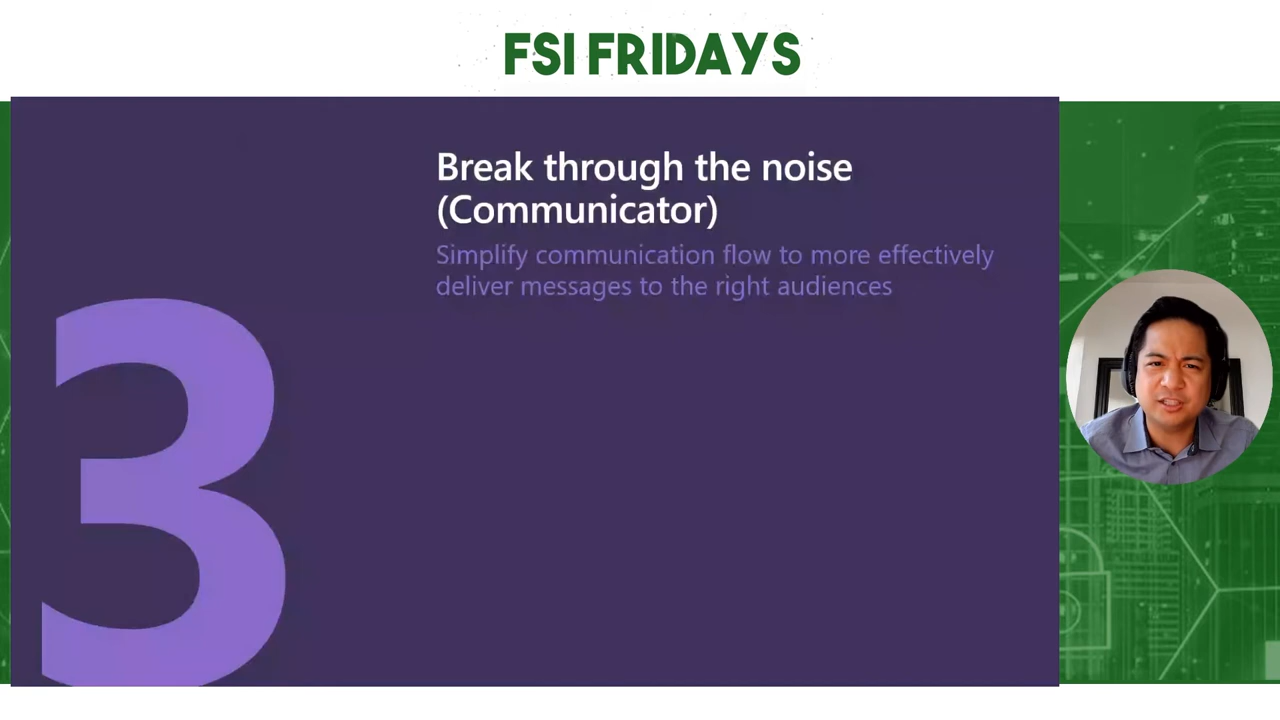 FSI FRIDAYS
Break through the noise
(Communicator)
Simplify communication flow to more effectively
deliver messages to the right audiences
3